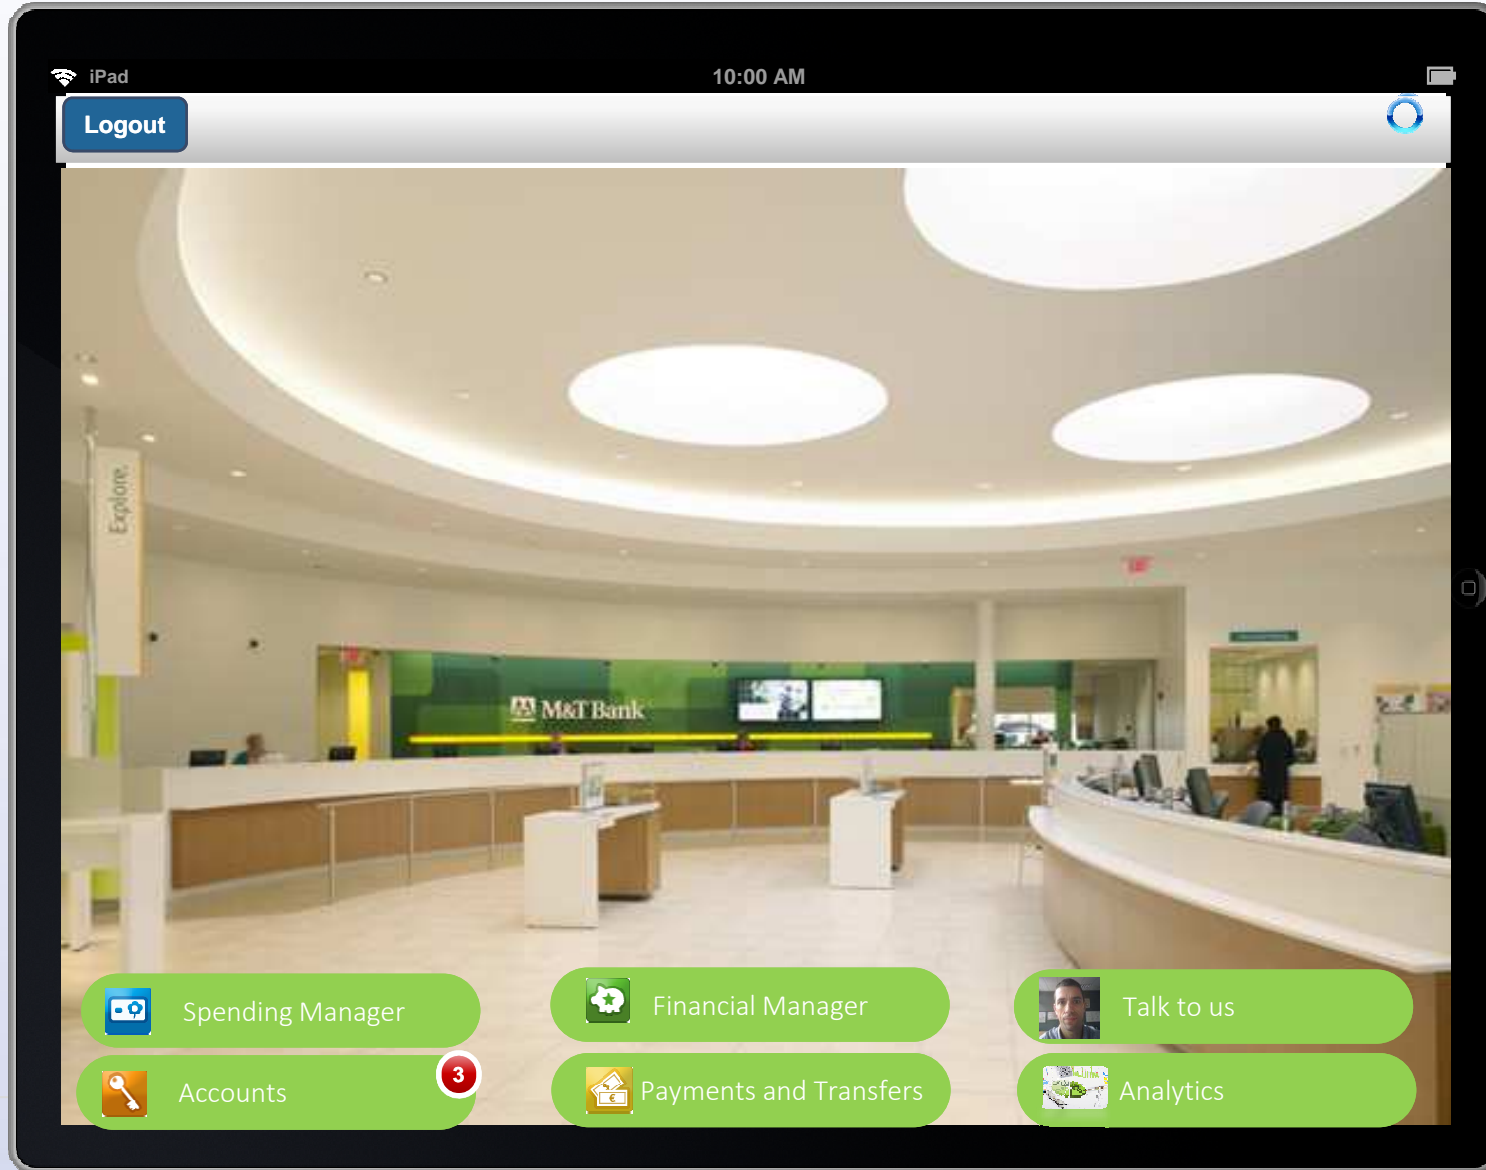 iPad
10:00 AM
Logout
Explore.
M&T Bank
Spending Manager
Financial Manager
Talk to us
Accounts
3
Payments and Transfers
Analytics